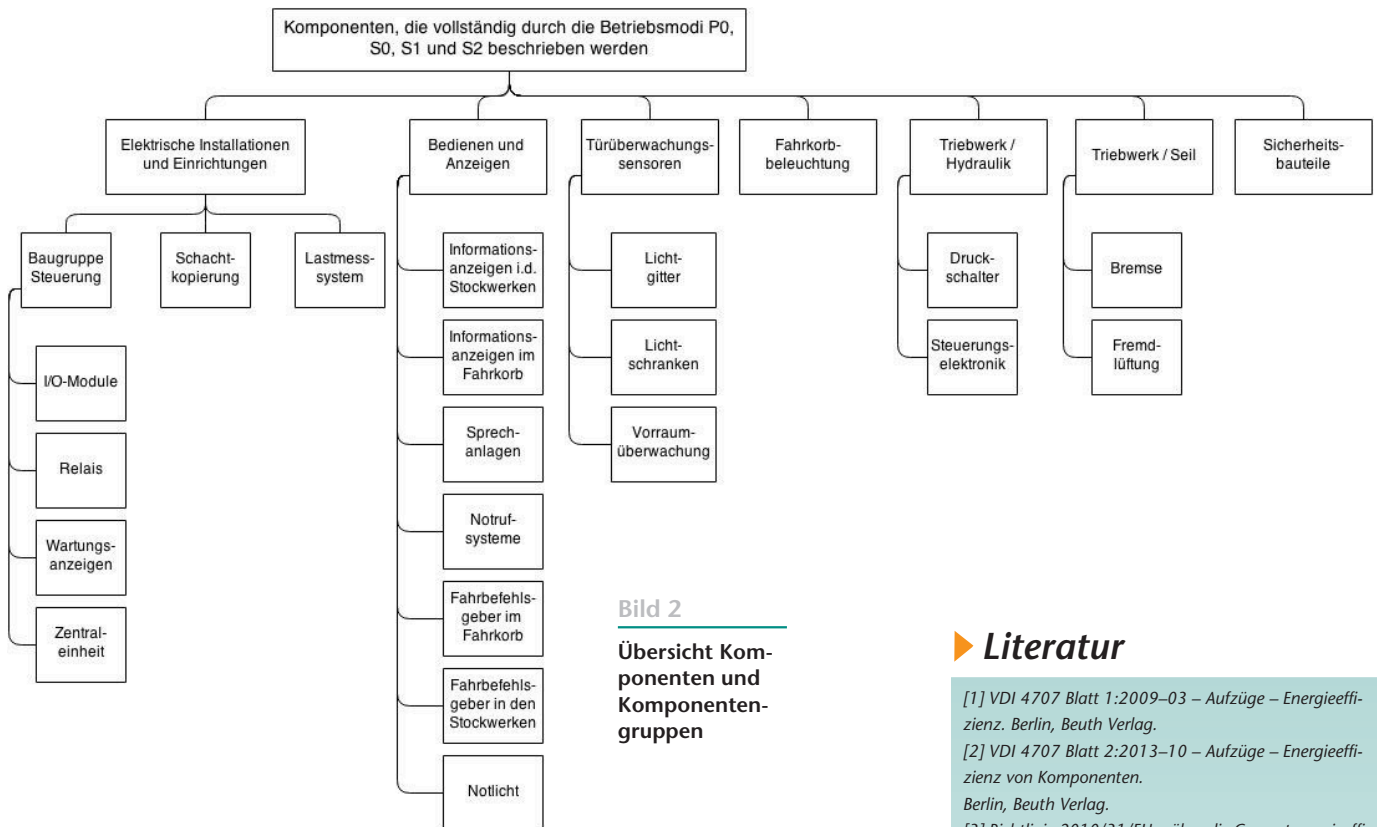 Komponenten, die vollständig durch die Betriebsmodi P0,
S0, S1 und S2 beschrieben werden
Elektrische Installationen
und Einrichtungen
Bedienen und
Anzeigen
Türüberwachungs-
sensoren
Fahrkorb-
beleuchtung
Triebwerk /
Hydraulik
Triebwerk / Seil
Sicherheits-
bauteile
Baugruppe
Steuerung
Schacht-
kopierung
Lastmess-
system
I/O-Module
Relais
Wartungs-
anzeigen
Zentral-
einheit
Informations-
anzeigen i.d.
Stockwerken
Informations-
anzeigen im
Fahrkorb
Sprech-
anlagen
Notruf-
systeme
Fahrbefehls-
geber im
Fahrkorb
Fahrbefehls-
geber in den
Stockwerken
Notlicht
Licht-
gitter
Licht-
schranken
Vorraum-
überwachung
Druck-
schalter
Steuerungs-
elektronik
Bremse
Fremd-
lüftung
Bild 2
Übersicht Kom-
ponenten und
Komponenten-
gruppen
Literatur
[1] VDI 4707 Blatt 1:2009–03 – Aufzüge – Energieeffi-
zienz. Berlin, Beuth Verlag.
[2] VDI 4707 Blatt 2:2013–10 – Aufzüge – Energieeffi-
zienz von Komponenten.
Berlin, Beuth Verlag.